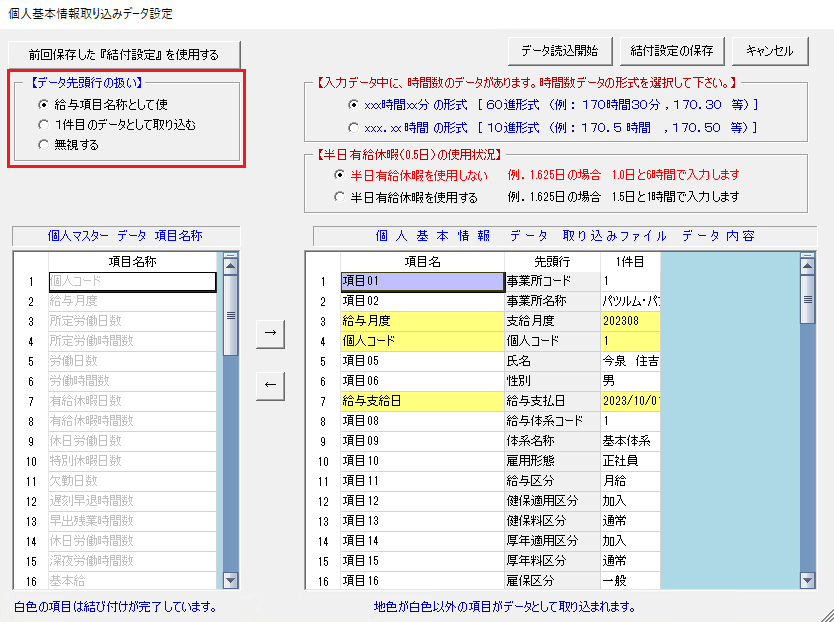 個人基本情報取り込みデータ設定
前回保存した『結付設定』を使用する
データ読込開始
結付設定の保存
キャンセル
【データ先頭行の扱い】
給与項目名称として使
1件目のデータとして取り込む
無視する
【入力データ中に、時間数のデータがあります。時間数データの形式を選択して下さい。】
xxx時間xx分 の形式 [ 60進形式 (例: 170時間30分 , 170.30 等) ]
xxx.xx 時間 の形式 [ 10進形式 (例: 170.5 時間 , 170.50 等) ]
【半日有給休暇(0.5日)の使用状況】
半日有給休暇を使用しない 例. 1.625日の場合 1.0日と6時間で入力します
半日有給休暇を使用する 例. 1.625日の場合 1.5日と1時間で入力します
個人マスター データ 項目名称
項目名称
1 個人コード
2 給与月度
3 所定労働日数
4 所定労働時間数
5 労働日数
6 労働時間数
7 有給休暇日数
8 有給休暇時間数
9 休日労働日数
10 特別休暇日数
11 欠勤日数
12 遅刻早退時間数
13 早出残業時間数
14 休日労働時間数
15 深夜労働時間数
16 基本給
→
←
個人基本情報 データ 取り込みファイル データ内容
項目名 先頭行 1件目
1 項目01 事業所コード 1
2 項目02 事業所名称 パツルム・パ
3 給与月度 支給月度 202308
4 個人コード 個人コード 1
5 項目05 氏名 今泉 住吉
6 項目06 性別 男
7 給与支給日 給与支払日 2023/10/01
8 項目08 給与体系コード 1
9 項目09 体系名称 基本体系
10 項目10 雇用形態 正社員
11 項目11 給与区分 月給
12 項目12 健保適用区分 加入
13 項目13 健保料区分 通常
14 項目14 厚年適用区分 加入
15 項目15 厚年料区分 通常
16 項目16 雇保区分 一般
白色の項目は結び付けが完了しています。
地色が白色以外の項目がデータとして取り込まれます。